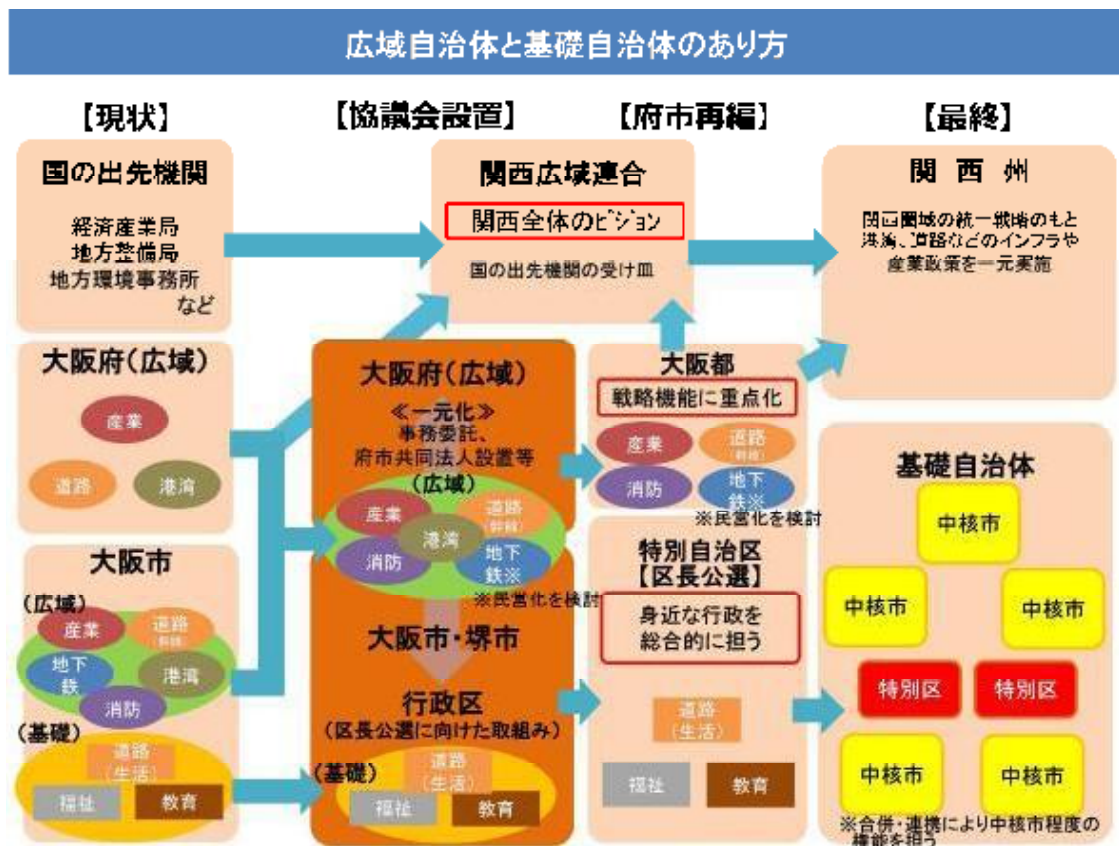 広域自治体と基礎自治体のあり方
【現状】
【協議会設置】
【府市再編】
【最終】
国の出先機関
経済産業局
地方整備局
地方環境事務所
など
関西広域連合
関西全体のビジョン
国の出先機関の受け皿
関 西 州
関西圏域の統一戦略のもと
港湾、道路などのインフラや
産業政策を一元実施
大阪府(広域)
産業
道路
港湾
大阪府(広域)
≪一元化≫
事務委託、
府市共同法人設置等
(広域)
産業
道路
(幹線)
港湾
消防
地下
鉄※
※民営化を検討
大阪都
戦略機能に重点化
産業
道路
(幹線)
消防
地下
鉄※
※民営化を検討
大阪市
(広域)
産業
道路
(幹線)
地下
鉄
港湾
消防
(基礎)
道路
(生活)
福祉
教育
大阪市・堺市
行政区
(区長公選に向けた取組み)
(基礎)
道路
(生活)
福祉
教育
特別自治区
【区長公選】
身近な行政を
総合的に担う
道路
(生活)
福祉
教育
基礎自治体
中核市
中核市
中核市
特別区
特別区
中核市
中核市
※合併・連携により中核市程度の
権能を担う